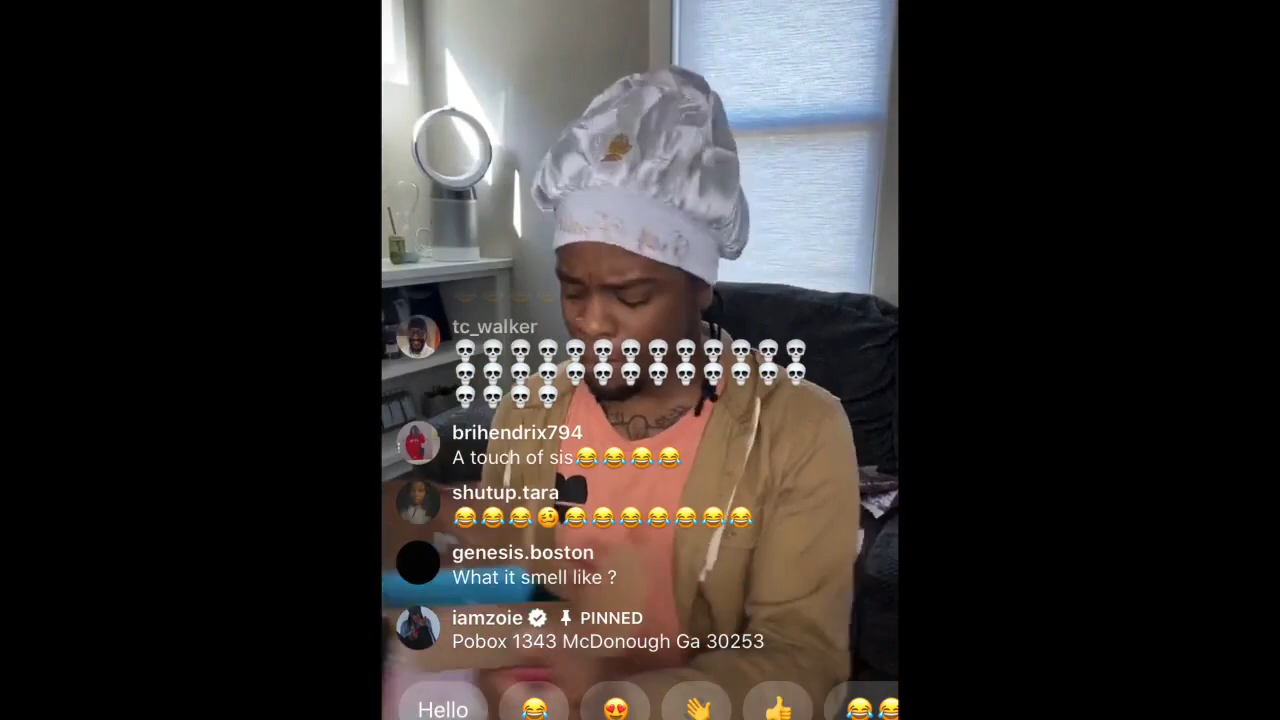 tc_walker
💀💀💀💀💀💀💀💀💀💀💀💀💀
💀💀💀💀💀💀💀💀💀💀💀💀💀
💀💀💀💀
brihendrix794
A touch of sis😂😂😂😂
shutup.tara
😂😂😂🤨😂😂😂😂😂😂😂
genesis.boston
What it smell like ?
iamzoie PINNED
Pobox 1343 McDonough Ga 30253
Hello 😂 😍 👋 👍 😂😂